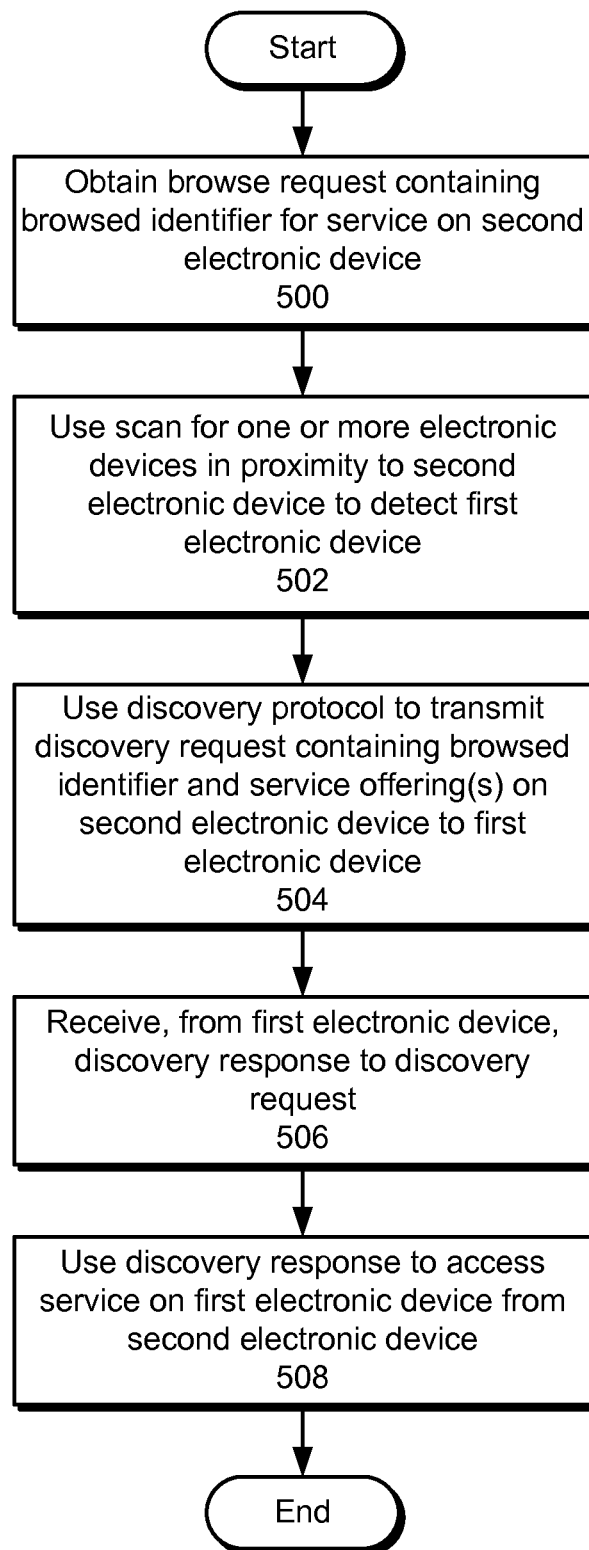 Start
Obtain browse request containing
browsed identifier for service on second
electronic device
500
Use scan for one or more electronic
devices in proximity to second
electronic device to detect first
electronic device
502
Use discovery protocol to transmit
discovery request containing browsed
identifier and service offering(s) on
second electronic device to first
electronic device
504
Receive, from first electronic device,
discovery response to discovery
request
506
Use discovery response to access
service on first electronic device from
second electronic device
508
End